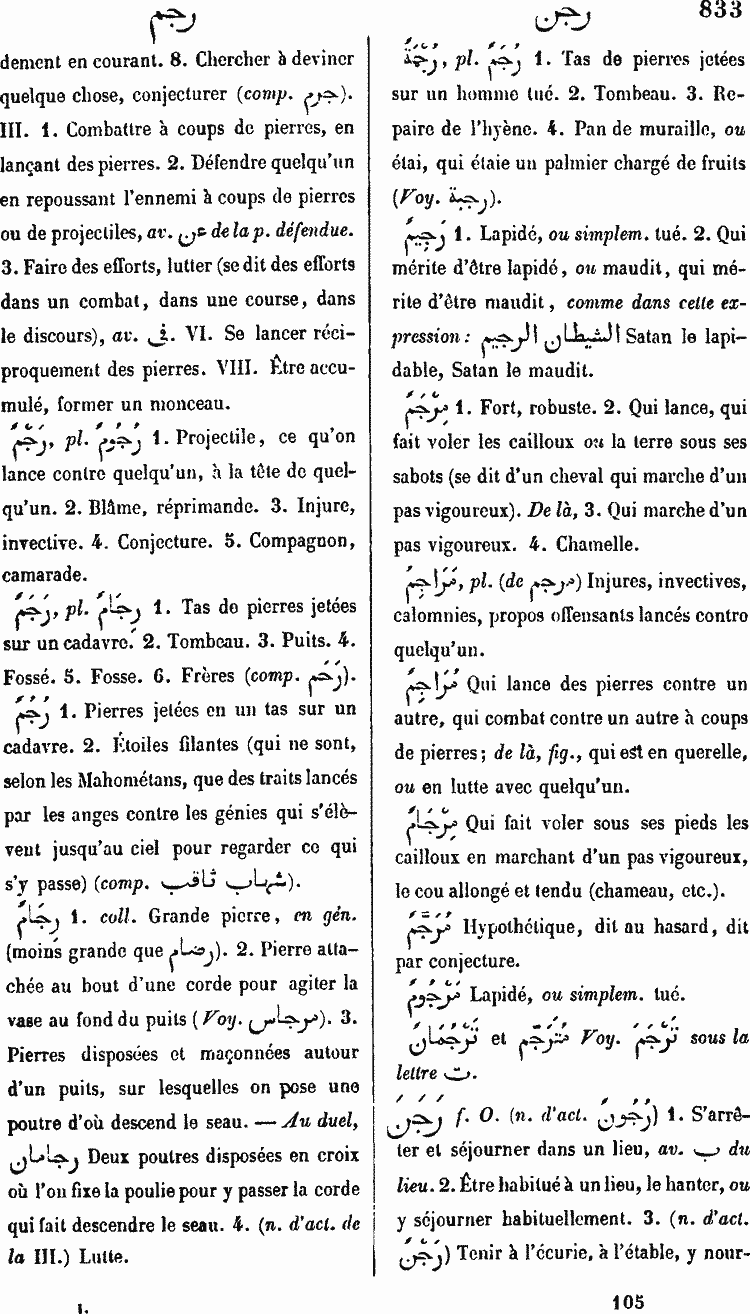 رجم
رجن
833
dement en courant. 8. Chercher à deviner
quelque chose, conjecturer (comp. جرم).
III. 1. Combattre à coups de pierres, en
lançant des pierres. 2. Défendre quelqu'un
en repoussant l'ennemi à coups de pierres
ou de projectiles, av. عن de la p. défendue.
3. Faire des efforts, lutter (se dit des efforts
dans un combat, dans une course, dans
le discours), av. في. VI. Se lancer réci-
proquement des pierres. VIII. Être accu-
mulé, former un monceau.
رَجْمٌ, pl. رُجُومٌ 1. Projectile, ce qu'on
lance contre quelqu'un, à la tête de quel-
qu'un. 2. Blâme, réprimande. 3. Injure,
invective. 4. Conjecture. 5. Compagnon,
camarade.
رَجَمٌ, pl. رِجَامٌ 1. Tas de pierres jetées
sur un cadavre. 2. Tombeau. 3. Puits. 4.
Fossé. 5. Fosse. 6. Frères (comp. رَحِم).
رُجُمٌ 1. Pierres jetées en un tas sur un
cadavre. 2. Étoiles filantes (qui ne sont,
selon les Mahométans, que des traits lancés
par les anges contre les génies qui s'élè-
vent jusqu'au ciel pour regarder ce qui
s'y passe) (comp. شهاب ثاقب).
رِجَامٌ 1. coll. Grande pierre, en gén.
(moins grande que رضام). 2. Pierre atta-
chée au bout d'une corde pour agiter la
vase au fond du puits (Voy. مرجاس). 3.
Pierres disposées et maçonnées autour
d'un puits, sur lesquelles on pose une
poutre d'où descend le seau. — Au duel,
رجامان Deux poutres disposées en croix
où l'on fixe la poulie pour y passer la corde
qui fait descendre le seau. 4. (n. d'act. de
la III.) Lutte.
I.
رُجْمَةٌ, pl. رُجَمٌ 1. Tas de pierres jetées
sur un homme tué. 2. Tombeau. 3. Re-
paire de l'hyène. 4. Pan de muraille, ou
étai, qui étaie un palmier chargé de fruits
(Voy. رجبة).
رَجِيمٌ 1. Lapidé, ou simplem. tué. 2. Qui
mérite d'être lapidé, ou maudit, qui mé-
rite d'être maudit, comme dans cette ex-
pression: الشيطان الرجيم Satan le lapi-
dable, Satan le maudit.
مِرْجَمٌ 1. Fort, robuste. 2. Qui lance, qui
fait voler les cailloux ou la terre sous ses
sabots (se dit d'un cheval qui marche d'un
pas vigoureux). De là, 3. Qui marche d'un
pas vigoureux. 4. Chamelle.
مَرَاجِمٌ, pl. (de مرجم) Injures, invectives,
calomnies, propos offensants lancés contre
quelqu'un.
مُرَاجِمٌ Qui lance des pierres contre un
autre, qui combat contre un autre à coups
de pierres; de là, fig., qui est en querelle,
ou en lutte avec quelqu'un.
مِرْجَامٌ Qui fait voler sous ses pieds les
cailloux en marchant d'un pas vigoureux,
le cou allongé et tendu (chameau, etc.).
مُرَجَّمٌ Hypothétique, dit au hasard, dit
par conjecture.
مَرْجُومٌ Lapidé, ou simplem. tué.
تَرْجُمَانٌ et مُتَرْجِمٌ Voy. تَرْجَمَ sous la
lettre ت.
رَجَنَ f. O. (n. d'act. رُجُونٌ) 1. S'arrê-
ter et séjourner dans un lieu, av. ب du
lieu. 2. Être habitué à un lieu, le hanter, ou
y séjourner habituellement. 3. (n. d'act.
رَجْنٌ) Tenir à l'écurie, à l'étable, y nour-
105